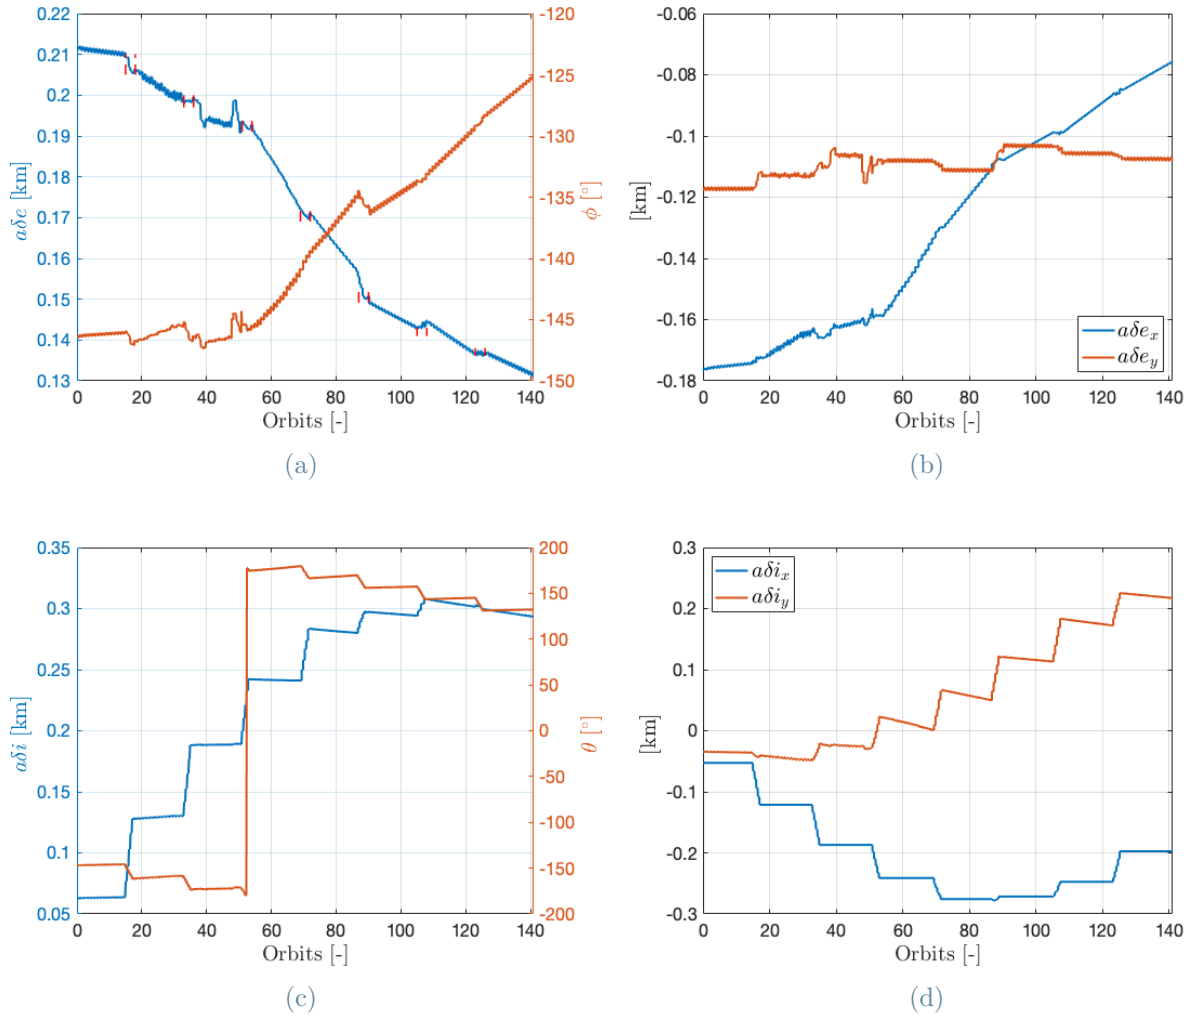 0.22
0.21
0.2
0.19
0.18
0.17
0.16
0.15
0.14
0.13
aδe [km]
-120
-125
-130
-135
-140
-145
-150
ϕ [°]
0 20 40 60 80 100 120 140
Orbits [-]
(a)
-0.06
-0.08
-0.1
-0.12
-0.14
-0.16
-0.18
[km]
aδe_x
aδe_y
0 20 40 60 80 100 120 140
Orbits [-]
(b)
0.35
0.3
0.25
0.2
0.15
0.1
0.05
aδi [km]
200
150
100
50
0
-50
-100
-150
-200
θ [°]
0 20 40 60 80 100 120 140
Orbits [-]
(c)
0.3
0.2
0.1
0
-0.1
-0.2
-0.3
[km]
aδi_x
aδi_y
0 20 40 60 80 100 120 140
Orbits [-]
(d)